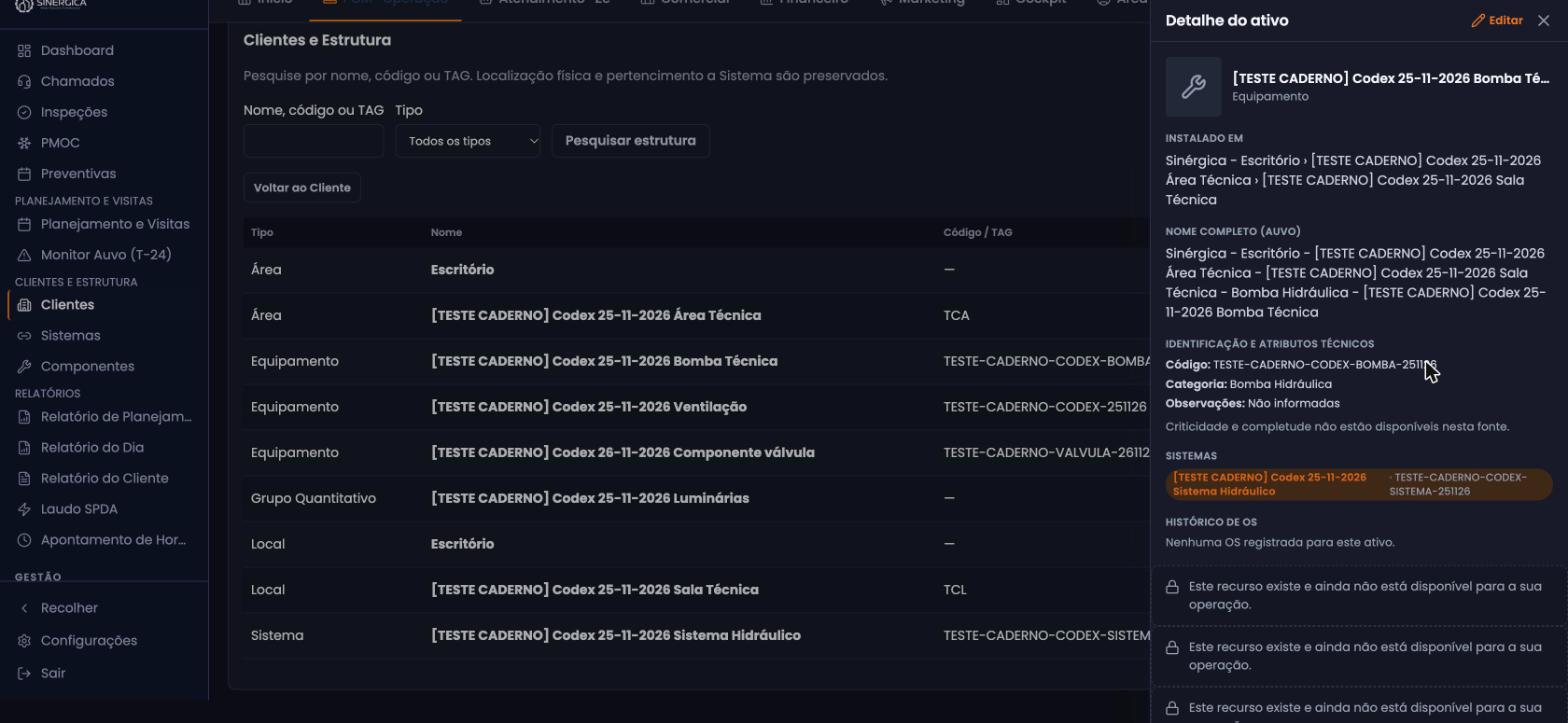 SINÉRGICA
Dashboard
Chamados
Inspeções
PMOC
Preventivas
PLANEJAMENTO E VISITAS
Planejamento e Visitas
Monitor Auvo (T-24)
CLIENTES E ESTRUTURA
Clientes
Sistemas
Componentes
RELATÓRIOS
Relatório de Planejam...
Relatório do Dia
Relatório do Cliente
Laudo SPDA
Apontamento de Hor...
GESTÃO
Recolher
Configurações
Sair
Clientes e Estrutura
Pesquise por nome, código ou TAG. Localização física e pertencimento a Sistema são preservados.
Nome, código ou TAG Tipo
Todos os tipos
Pesquisar estrutura
Voltar ao Cliente
Tipo Nome Código / TAG
Área Escritório —
Área [TESTE CADERNO] Codex 25-11-2026 Área Técnica TCA
Equipamento [TESTE CADERNO] Codex 25-11-2026 Bomba Técnica TESTE-CADERNO-CODEX-BOMBA
Equipamento [TESTE CADERNO] Codex 25-11-2026 Ventilação TESTE-CADERNO-CODEX-251126
Equipamento [TESTE CADERNO] Codex 26-11-2026 Componente válvula TESTE-CADERNO-VALVULA-26112
Grupo Quantitativo [TESTE CADERNO] Codex 25-11-2026 Luminárias —
Local Escritório —
Local [TESTE CADERNO] Codex 25-11-2026 Sala Técnica TCL
Sistema [TESTE CADERNO] Codex 25-11-2026 Sistema Hidráulico TESTE-CADERNO-CODEX-SISTEM
Detalhe do ativo
Editar
[TESTE CADERNO] Codex 25-11-2026 Bomba Té...
Equipamento
INSTALADO EM
Sinérgica - Escritório › [TESTE CADERNO] Codex 25-11-2026
Área Técnica › [TESTE CADERNO] Codex 25-11-2026 Sala
Técnica
NOME COMPLETO (AUVO)
Sinérgica - Escritório - [TESTE CADERNO] Codex 25-11-2026
Área Técnica - [TESTE CADERNO] Codex 25-11-2026 Sala
Técnica - Bomba Hidráulica - [TESTE CADERNO] Codex 25-
11-2026 Bomba Técnica
IDENTIFICAÇÃO E ATRIBUTOS TÉCNICOS
Código: TESTE-CADERNO-CODEX-BOMBA-251126
Categoria: Bomba Hidráulica
Observações: Não informadas
Criticidade e completude não estão disponíveis nesta fonte.
SISTEMAS
[TESTE CADERNO] Codex 25-11-2026 · TESTE-CADERNO-CODEX-
Sistema Hidráulico SISTEMA-251126
HISTÓRICO DE OS
Nenhuma OS registrada para este ativo.
Este recurso existe e ainda não está disponível para a sua
operação.
Este recurso existe e ainda não está disponível para a sua
operação.
Este recurso existe e ainda não está disponível para a sua